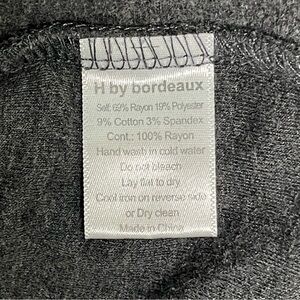 H by bordeaux
Self: 69% Rayon 19% Polyester
9% Cotton 3% Spandex
Cont.: 100% Rayon
Hand wash in cold water
Do not bleach
Lay flat to dry
Cool iron on reverse side
or Dry clean
Made in China